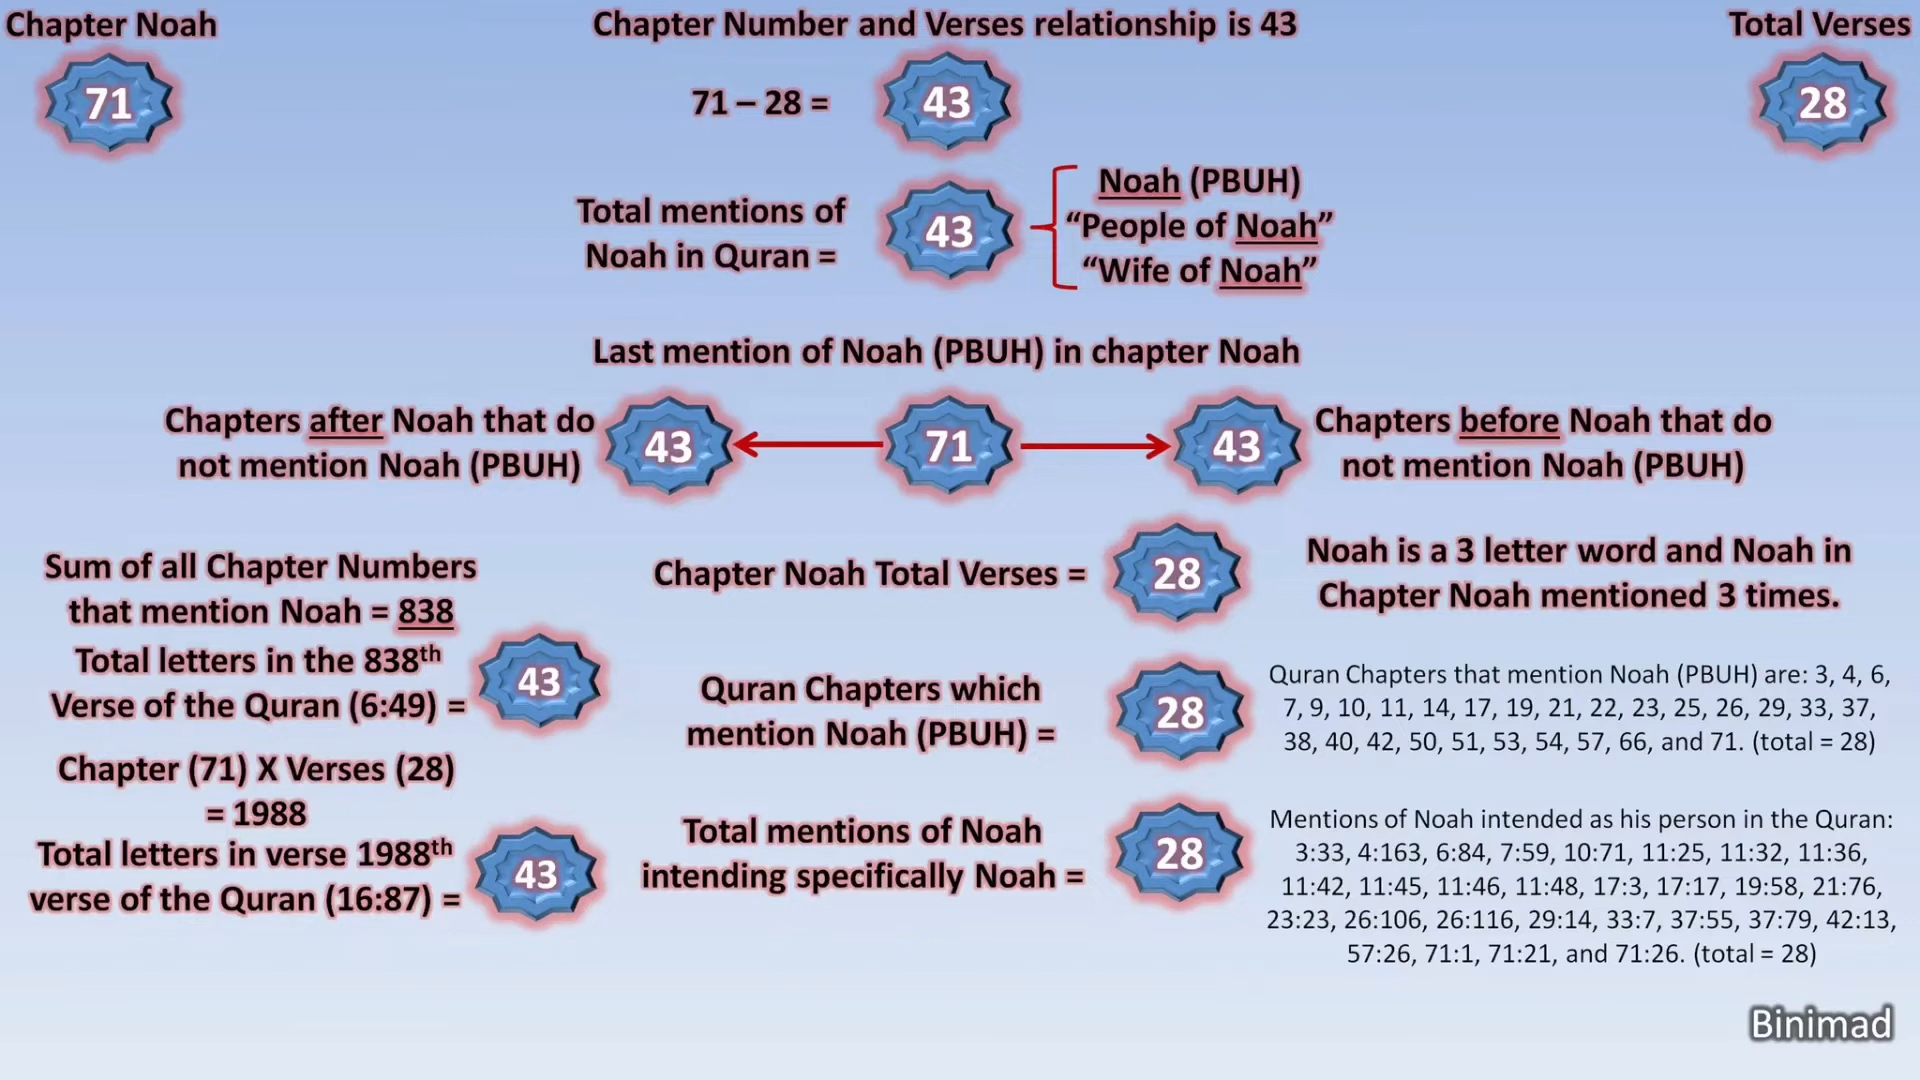 Chapter Noah
Chapter Number and Verses relationship is 43
Total Verses
71
71 – 28 =
43
28
Total mentions of
Noah in Quran =
43
Noah (PBUH)
“People of Noah”
“Wife of Noah”
Last mention of Noah (PBUH) in chapter Noah
Chapters after Noah that do
not mention Noah (PBUH)
43
71
43
Chapters before Noah that do
not mention Noah (PBUH)
Sum of all Chapter Numbers
that mention Noah = 838
Total letters in the 838th
Verse of the Quran (6:49) =
43
Chapter (71) X Verses (28)
= 1988
Total letters in verse 1988th
verse of the Quran (16:87) =
43
Chapter Noah Total Verses =
28
Noah is a 3 letter word and Noah in
Chapter Noah mentioned 3 times.
Quran Chapters which
mention Noah (PBUH) =
28
Quran Chapters that mention Noah (PBUH) are: 3, 4, 6,
7, 9, 10, 11, 14, 17, 19, 21, 22, 23, 25, 26, 29, 33, 37,
38, 40, 42, 50, 51, 53, 54, 57, 66, and 71. (total = 28)
Total mentions of Noah
intending specifically Noah =
28
Mentions of Noah intended as his person in the Quran:
3:33, 4:163, 6:84, 7:59, 10:71, 11:25, 11:32, 11:36,
11:42, 11:45, 11:46, 11:48, 17:3, 17:17, 19:58, 21:76,
23:23, 26:106, 26:116, 29:14, 33:7, 37:55, 37:79, 42:13,
57:26, 71:1, 71:21, and 71:26. (total = 28)
Binimad